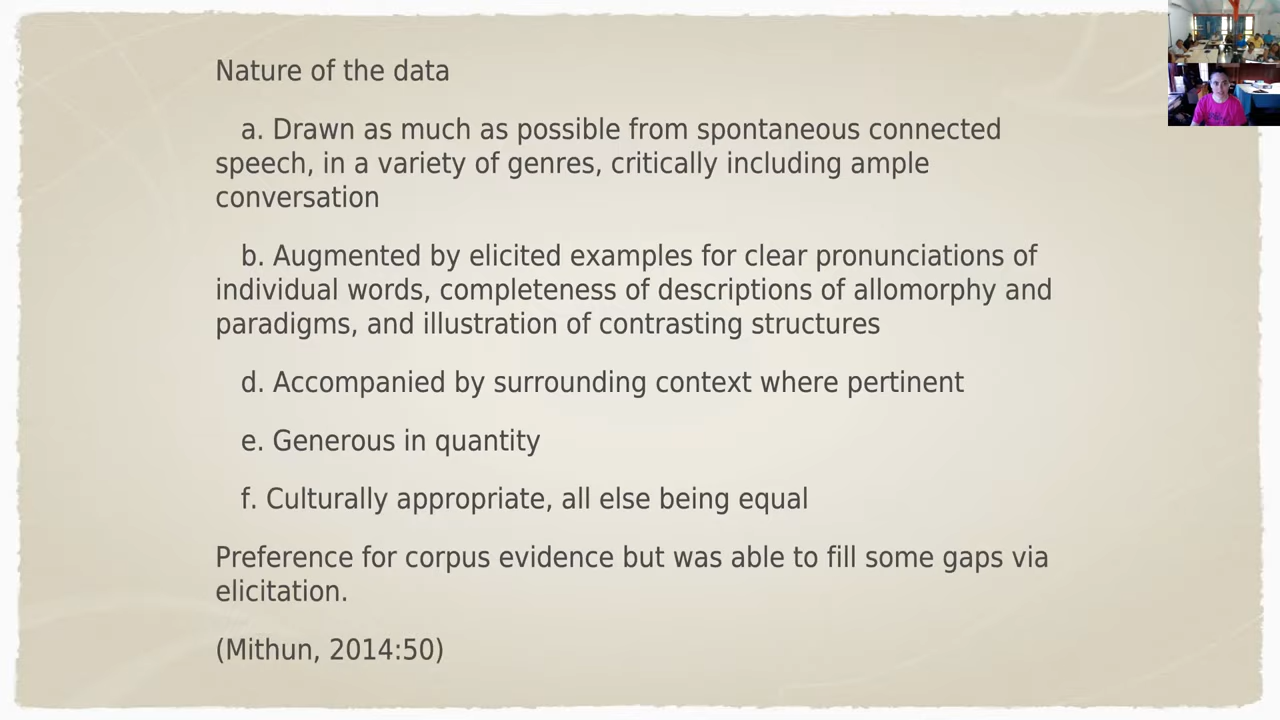 Nature of the data
a. Drawn as much as possible from spontaneous connected
speech, in a variety of genres, critically including ample
conversation
b. Augmented by elicited examples for clear pronunciations of
individual words, completeness of descriptions of allomorphy and
paradigms, and illustration of contrasting structures
d. Accompanied by surrounding context where pertinent
e. Generous in quantity
f. Culturally appropriate, all else being equal
Preference for corpus evidence but was able to fill some gaps via
elicitation.
(Mithun, 2014:50)